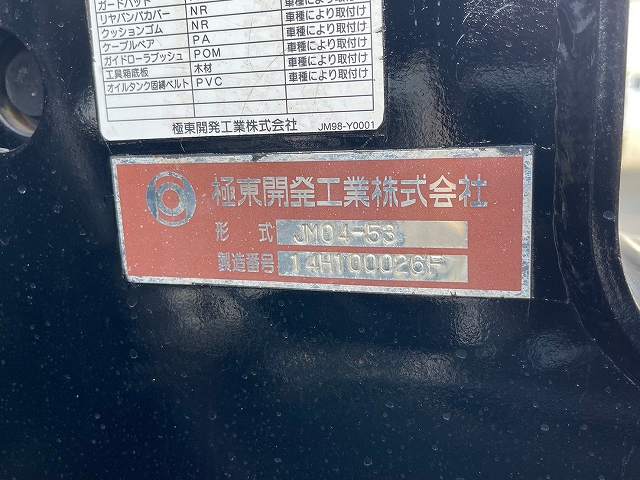 ガードパット
リヤバンパカバー NR 車種により取付け
クッションゴム NR 車種により取付け
ケーブルベア PA 車種により取付け
ガイドローラブッシュ POM 車種により取付け
工具箱底板 木材 車種により取付け
オイルタンク固縛ベルト PVC 車種により取付け
極東開発工業株式会社 JM98-Y0001
極東開発工業株式会社
形式 JM04-53
製造番号 14H100026F